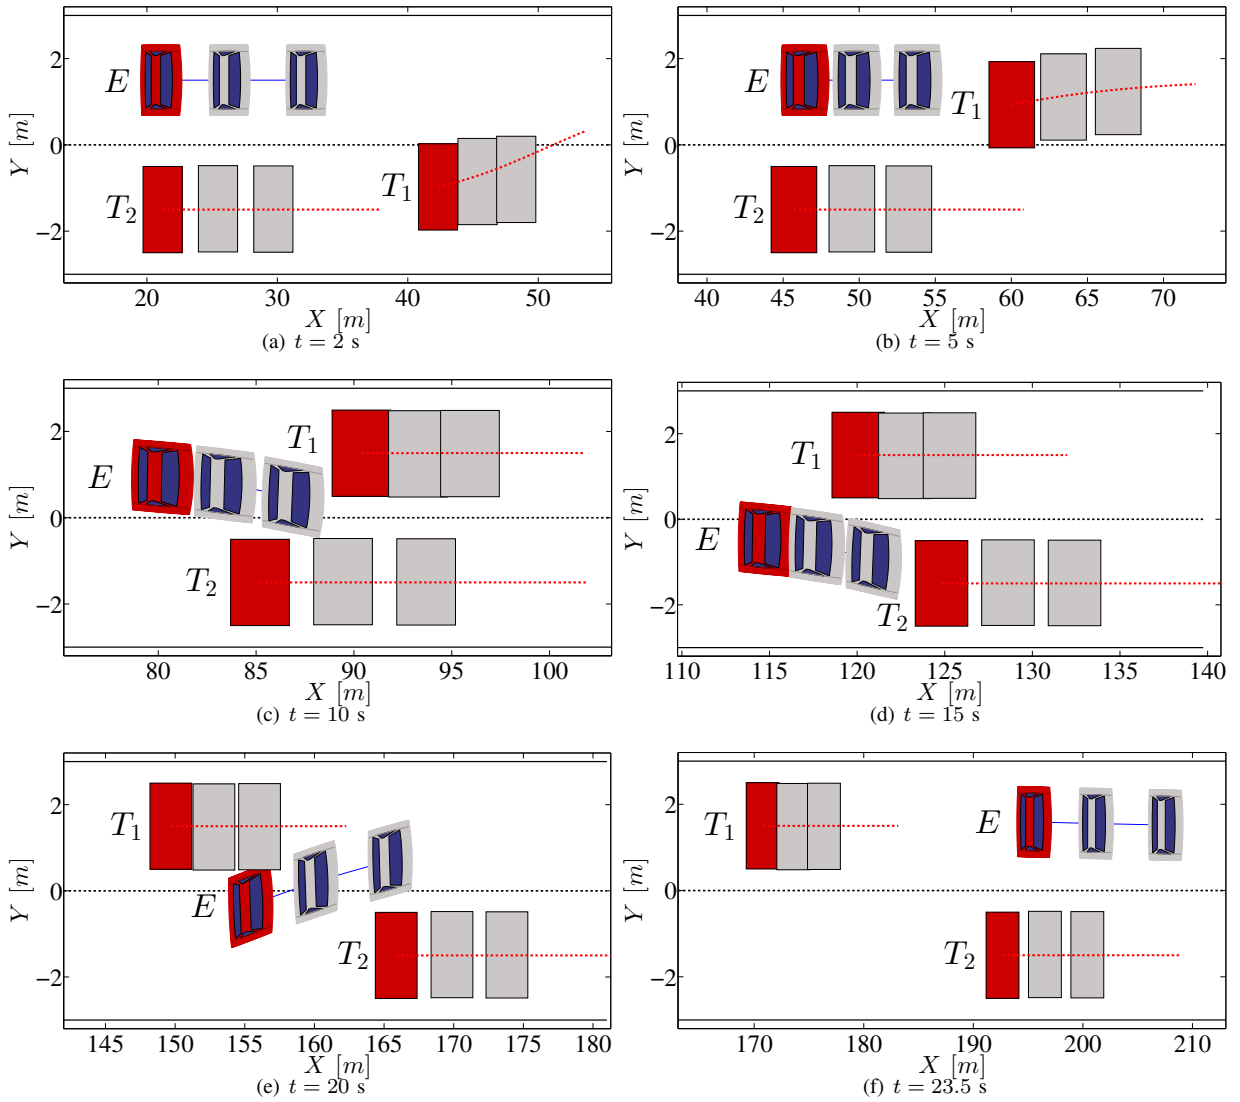 2
0
−2
Y [m]
E
T2
T1
20
30
40
50
X [m]
(a) t = 2 s
2
0
−2
Y [m]
E
T1
T2
40
45
50
55
60
65
70
X [m]
(b) t = 5 s
2
0
−2
Y [m]
T1
E
T2
80
85
90
95
100
X [m]
(c) t = 10 s
2
0
−2
Y [m]
T1
E
T2
110
115
120
125
130
135
140
X [m]
(d) t = 15 s
2
0
−2
Y [m]
T1
E
T2
145
150
155
160
165
170
175
180
X [m]
(e) t = 20 s
2
0
−2
Y [m]
T1
E
T2
170
180
190
200
210
X [m]
(f) t = 23.5 s